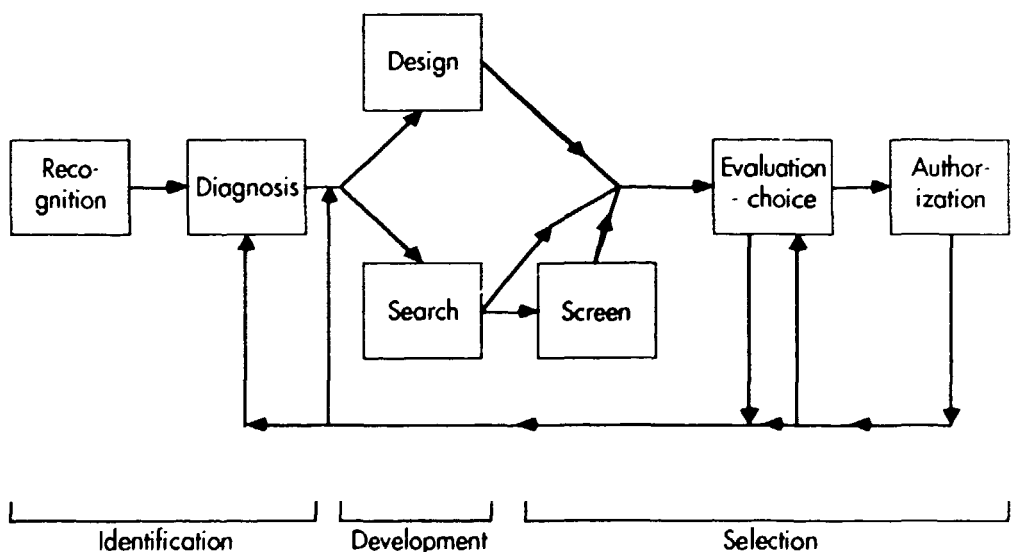 Design
Reco-
gnition
Diagnosis
Evaluation
- choice
Author-
ization
Search
Screen
Identification
Development
Selection